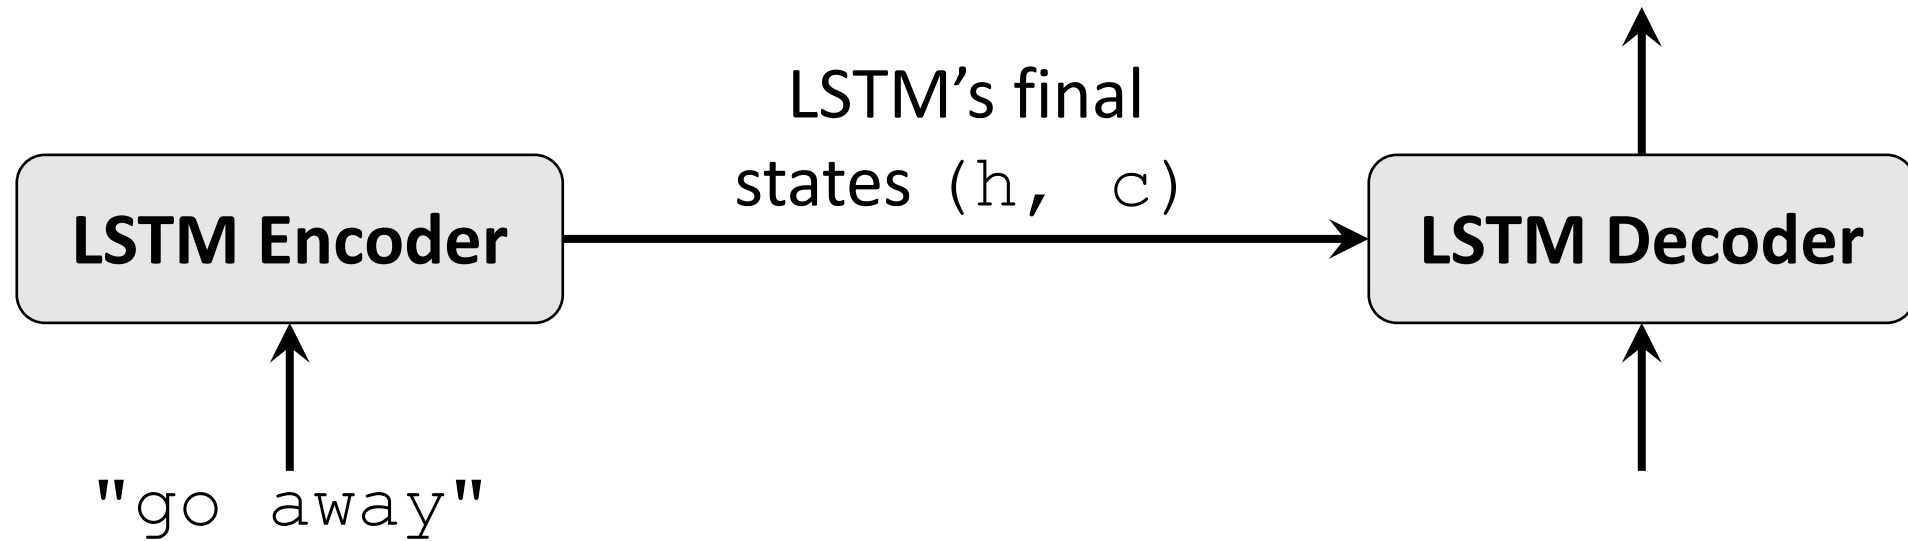 LSTM’s final
states (h, c)
LSTM Encoder
LSTM Decoder
"go away"